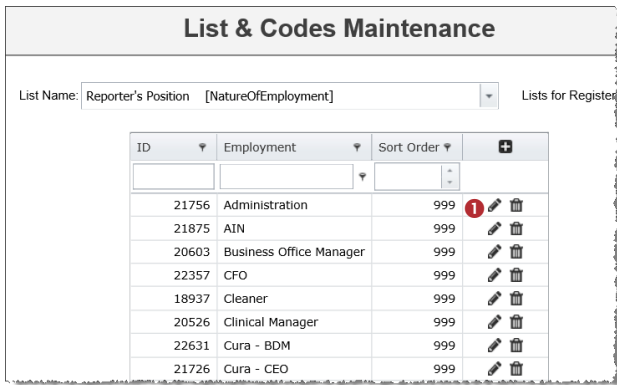 List & Codes Maintenance
List Name: Reporter's Position [NatureOfEmployment] Lists for Register
ID Employment Sort Order
21756 Administration 999 1
21875 AIN 999
20603 Business Office Manager 999
22357 CFO 999
18937 Cleaner 999
20526 Clinical Manager 999
22631 Cura - BDM 999
21726 Cura - CEO 999